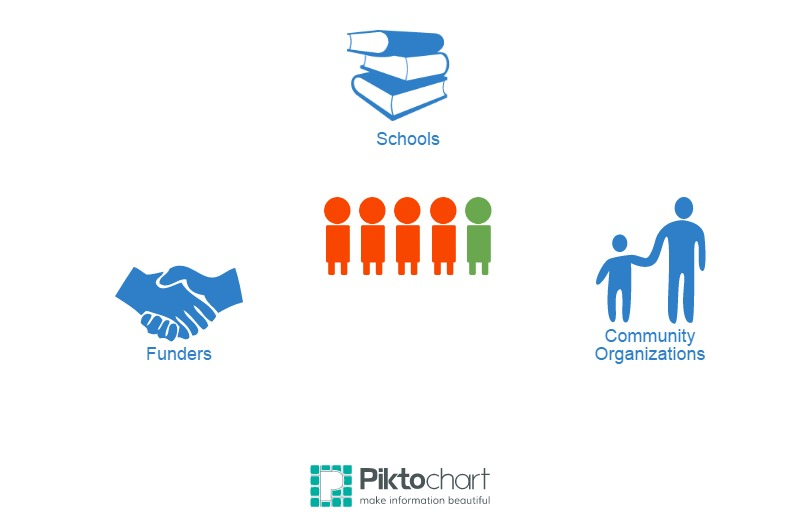 Schools
Funders
Community
Organizations
Piktochart
make information beautiful